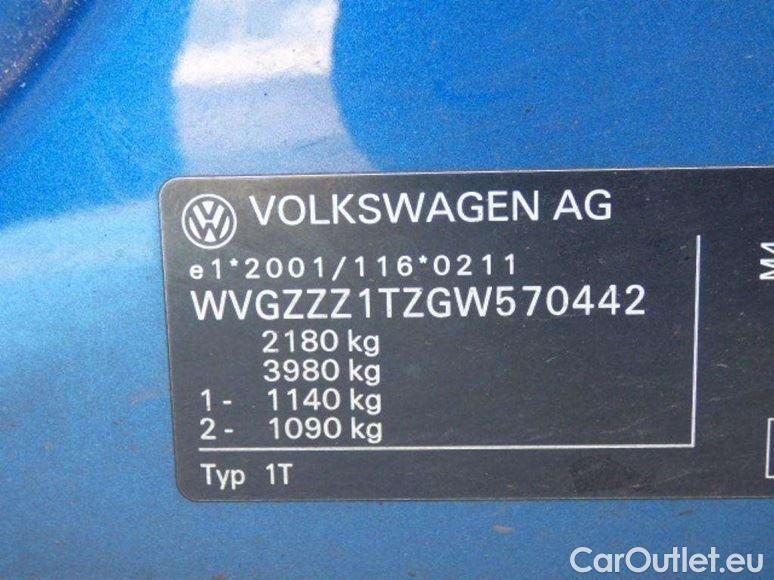 VOLKSWAGEN AG
e1*2001/116*0211
WVGZZZ1TZGW570442
2180 kg
3980 kg
1- 1140 kg
2- 1090 kg
Typ 1T
M4
CarOutlet.eu